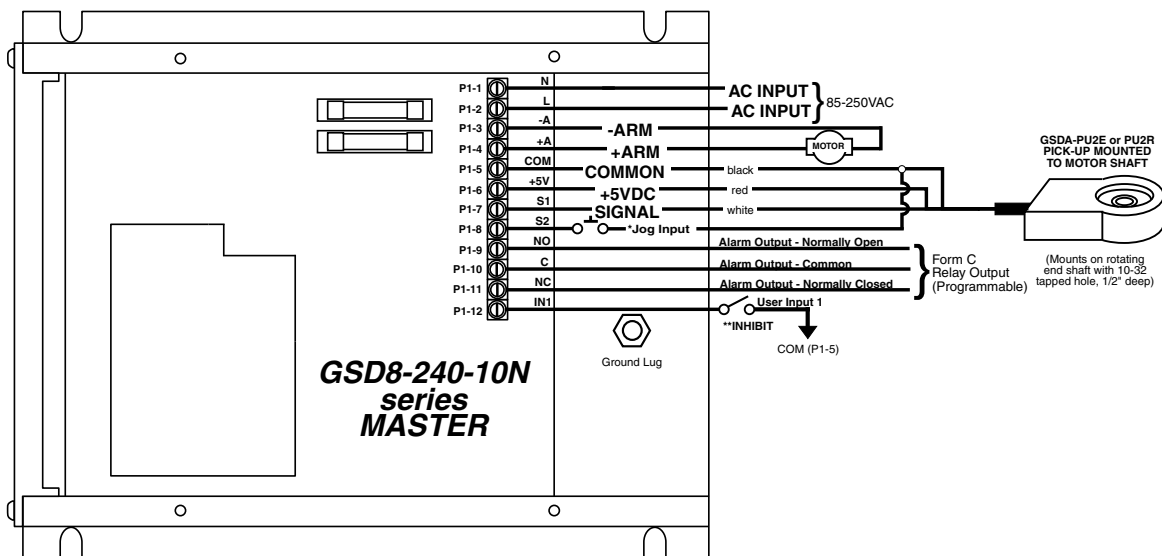 P1-1 N AC INPUT
P1-2 L AC INPUT
85-250VAC
P1-3 -A -ARM
P1-4 +A +ARM
MOTOR
P1-5 COM COMMON black
P1-6 +5V +5VDC red
P1-7 S1 SIGNAL white
P1-8 S2 *Jog Input
P1-9 NO Alarm Output - Normally Open
P1-10 C Alarm Output - Common
P1-11 NC Alarm Output - Normally Closed
P1-12 IN1 User Input 1
**INHIBIT
COM (P1-5)
Form C
Relay Output
(Programmable)
GSDA-PU2E or PU2R
PICK-UP MOUNTED
TO MOTOR SHAFT
(Mounts on rotating
end shaft with 10-32
tapped hole, 1/2" deep)
Ground Lug
GSD8-240-10N
series
MASTER